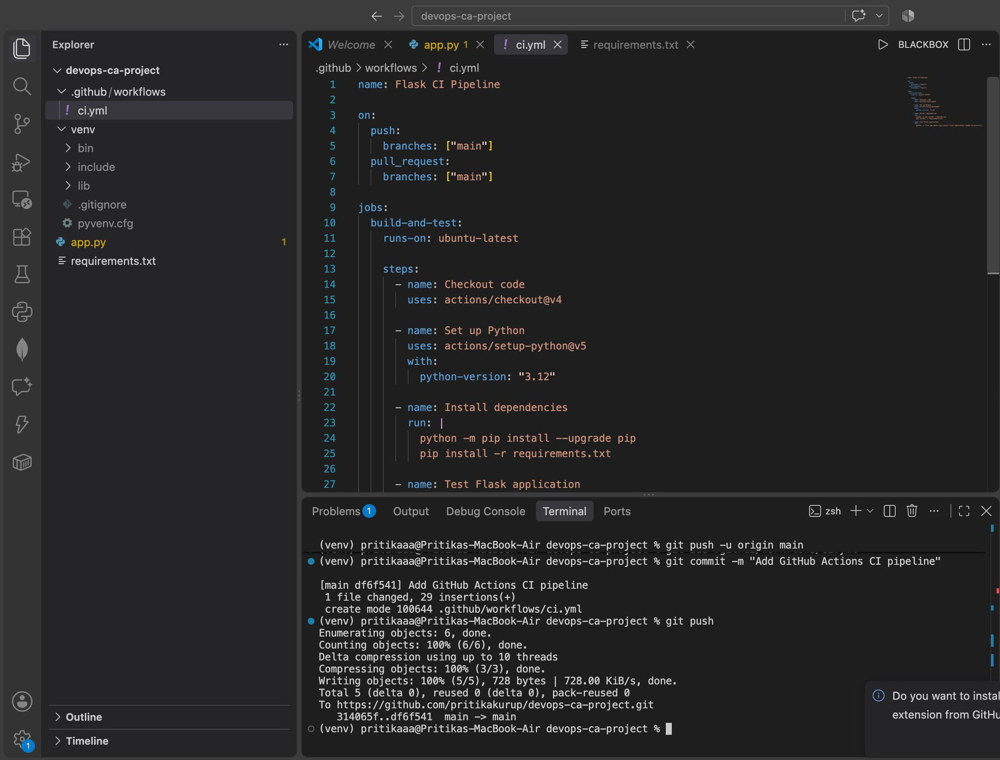 devops-ca-project
Explorer
devops-ca-project
.github/workflows
! ci.yml
venv
bin
include
lib
.gitignore
pyvenv.cfg
app.py 1
requirements.txt
Outline
Timeline
1
Welcome
app.py 1
! ci.yml
requirements.txt
BLACKBOX
.github > workflows > ! ci.yml
1 name: Flask CI Pipeline
2
3 on:
4 push:
5 branches: ["main"]
6 pull_request:
7 branches: ["main"]
8
9 jobs:
10 build-and-test:
11 runs-on: ubuntu-latest
12
13 steps:
14 - name: Checkout code
15 uses: actions/checkout@v4
16
17 - name: Set up Python
18 uses: actions/setup-python@v5
19 with:
20 python-version: "3.12"
21
22 - name: Install dependencies
23 run: |
24 python -m pip install --upgrade pip
25 pip install -r requirements.txt
26
27 - name: Test Flask application
Problems 1 Output Debug Console Terminal Ports
zsh
(venv) pritikaaa@Pritikas-MacBook-Air devops-ca-project % git push -u origin main
(venv) pritikaaa@Pritikas-MacBook-Air devops-ca-project % git commit -m "Add GitHub Actions CI pipeline"
[main df6f541] Add GitHub Actions CI pipeline
1 file changed, 29 insertions(+)
create mode 100644 .github/workflows/ci.yml
(venv) pritikaaa@Pritikas-MacBook-Air devops-ca-project % git push
Enumerating objects: 6, done.
Counting objects: 100% (6/6), done.
Delta compression using up to 10 threads
Compressing objects: 100% (3/3), done.
Writing objects: 100% (5/5), 728 bytes | 728.00 KiB/s, done.
Total 5 (delta 0), reused 0 (delta 0), pack-reused 0
To https://github.com/pritikakurup/devops-ca-project.git
314065f..df6f541 main -> main
(venv) pritikaaa@Pritikas-MacBook-Air devops-ca-project %
Do you want to instal
extension from GitHu